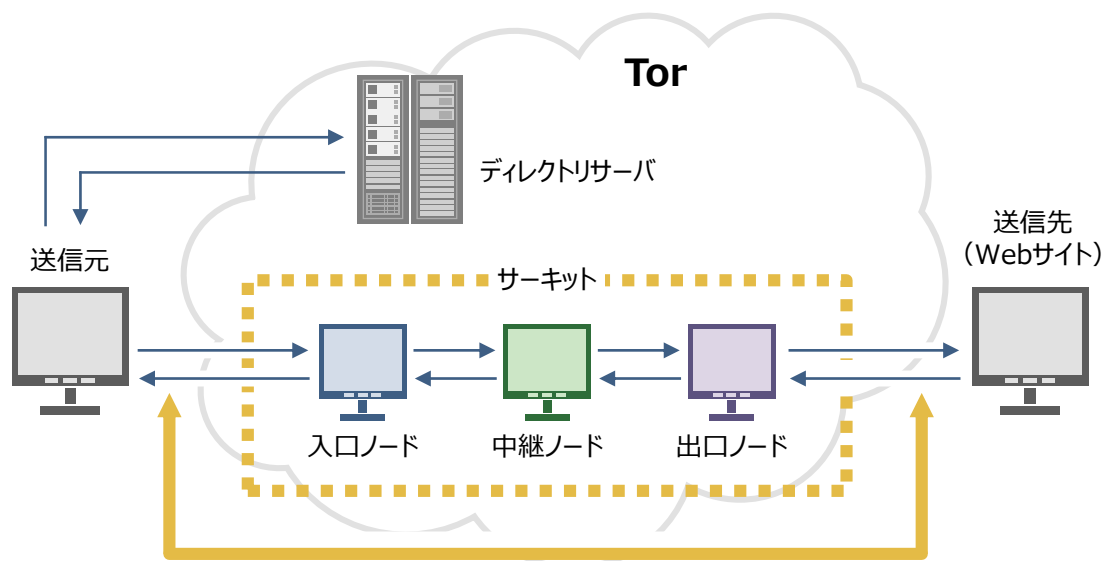 Tor
ディレクトリサーバ
送信元
送信先
（Webサイト）
サーキット
入口ノード
中継ノード
出口ノード